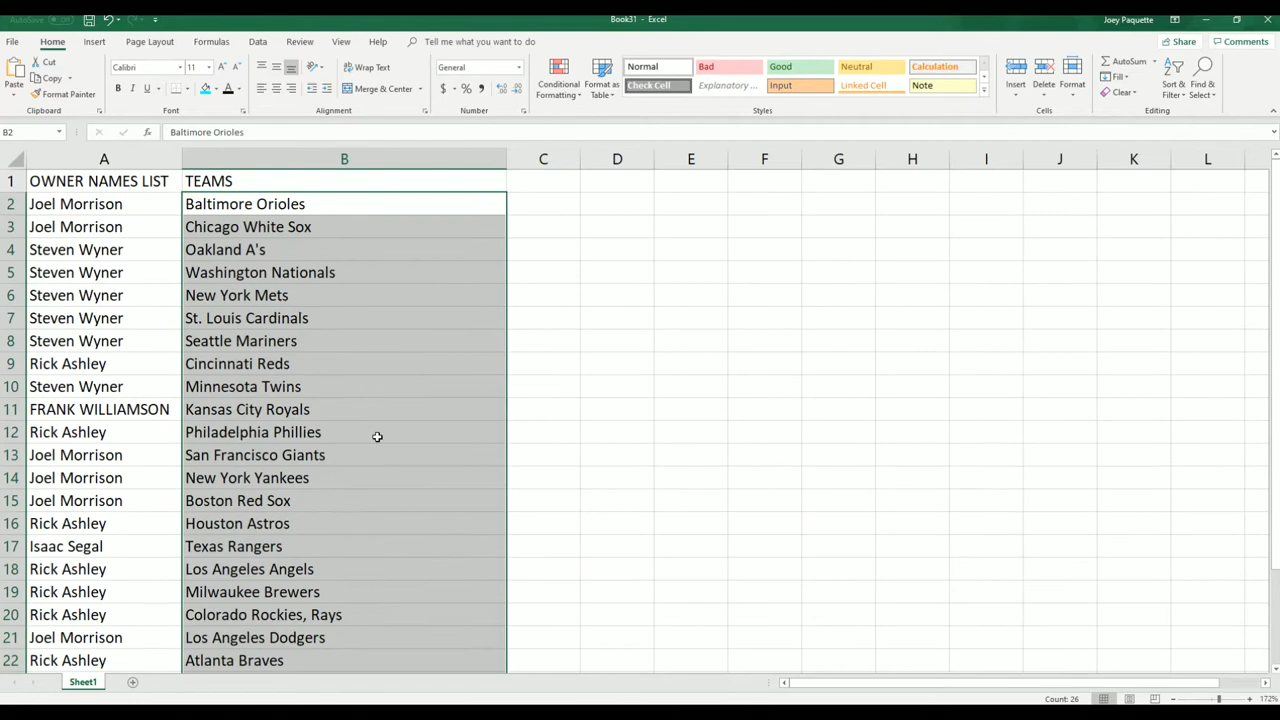 AutoSave Off
Book31 - Excel
Joey Paquette
File Home Insert Page Layout Formulas Data Review View Help Tell me what you want to do Share Comments
Cut
Copy
Format Painter
Paste
Clipboard
Calibri 11
B I U
Font
Wrap Text
Merge & Center
Alignment
General
$ % 9
Number
Conditional Formatting
Format as Table
Normal Bad Good Neutral Calculation
Check Cell Explanatory ... Input Linked Cell Note
Styles
Insert Delete Format
Cells
AutoSum
Fill
Clear
Sort & Filter
Find & Select
Editing
B2 fx Baltimore Orioles
A B C D E F G H I J K L
1 OWNER NAMES LIST TEAMS
2 Joel Morrison Baltimore Orioles
3 Joel Morrison Chicago White Sox
4 Steven Wyner Oakland A's
5 Steven Wyner Washington Nationals
6 Steven Wyner New York Mets
7 Steven Wyner St. Louis Cardinals
8 Steven Wyner Seattle Mariners
9 Rick Ashley Cincinnati Reds
10 Steven Wyner Minnesota Twins
11 FRANK WILLIAMSON Kansas City Royals
12 Rick Ashley Philadelphia Phillies
13 Joel Morrison San Francisco Giants
14 Joel Morrison New York Yankees
15 Joel Morrison Boston Red Sox
16 Rick Ashley Houston Astros
17 Isaac Segal Texas Rangers
18 Rick Ashley Los Angeles Angels
19 Rick Ashley Milwaukee Brewers
20 Rick Ashley Colorado Rockies, Rays
21 Joel Morrison Los Angeles Dodgers
22 Rick Ashley Atlanta Braves
Sheet1
Count: 26
172%